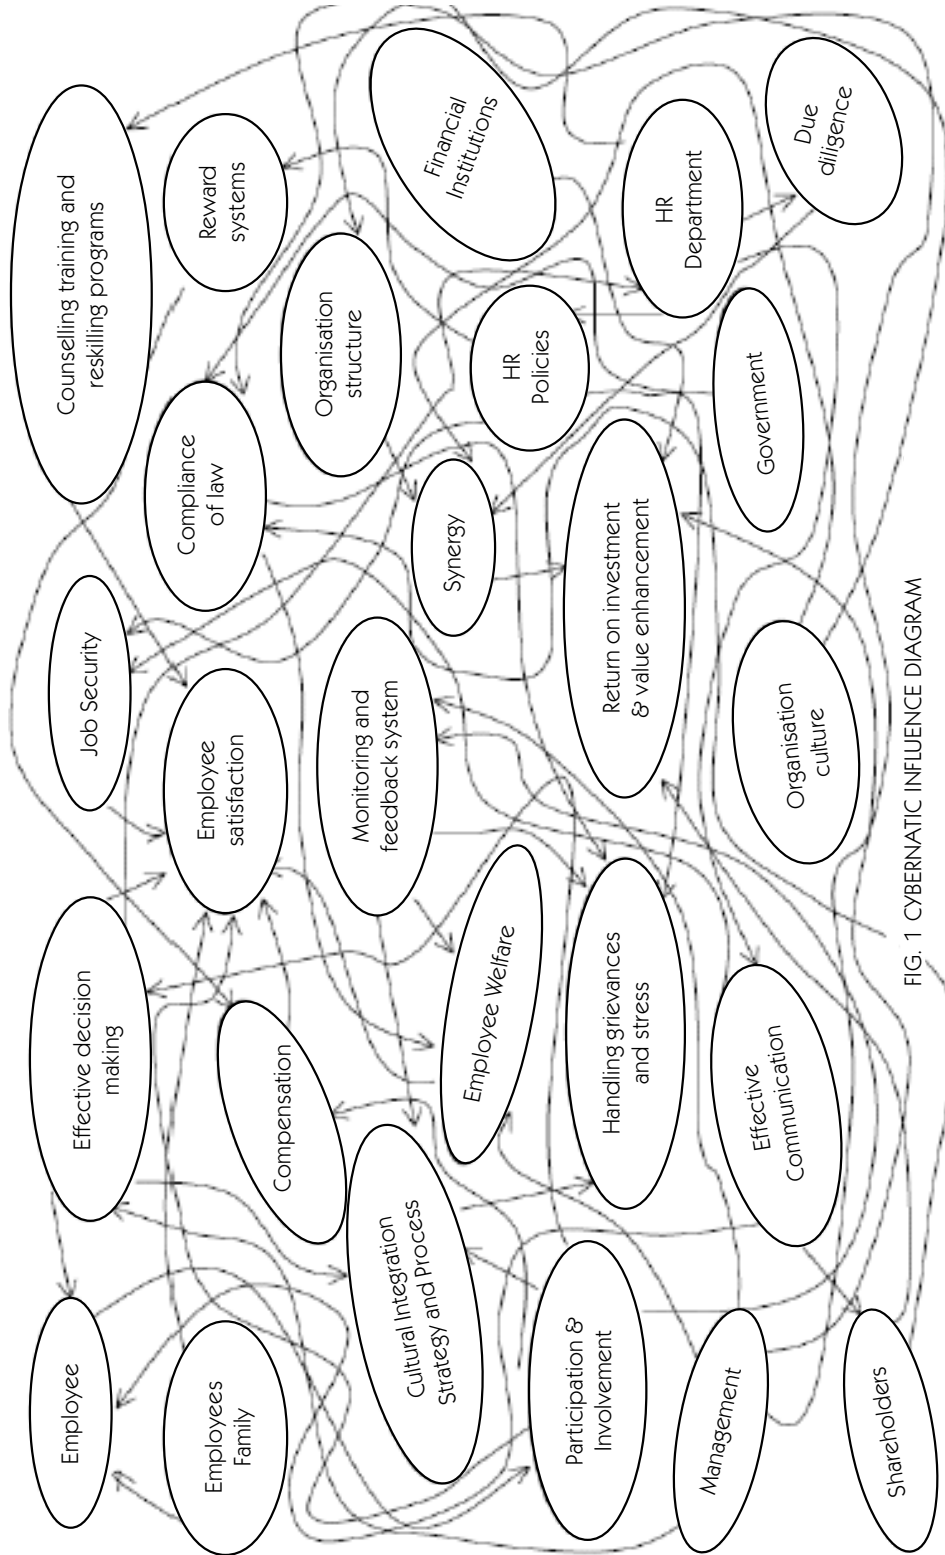 Employee
Effective decision
making
Job Security
Counselling training and
reskilling programs
Employees
Family
Employee
satisfaction
Compliance
of law
Reward
systems
Compensation
Organisation
structure
Cultural Integration
Strategy and Process
Monitoring and
feedback system
Financial
Institutions
Employee Welfare
Synergy
HR
Policies
Participation &
Involvement
Handling grievances
and stress
Return on investment
& value enhancement
HR
Department
Management
Effective
Communication
Organisation
culture
Government
Due
diligence
Shareholders
FIG. 1 CYBERNATIC INFLUENCE DIAGRAM